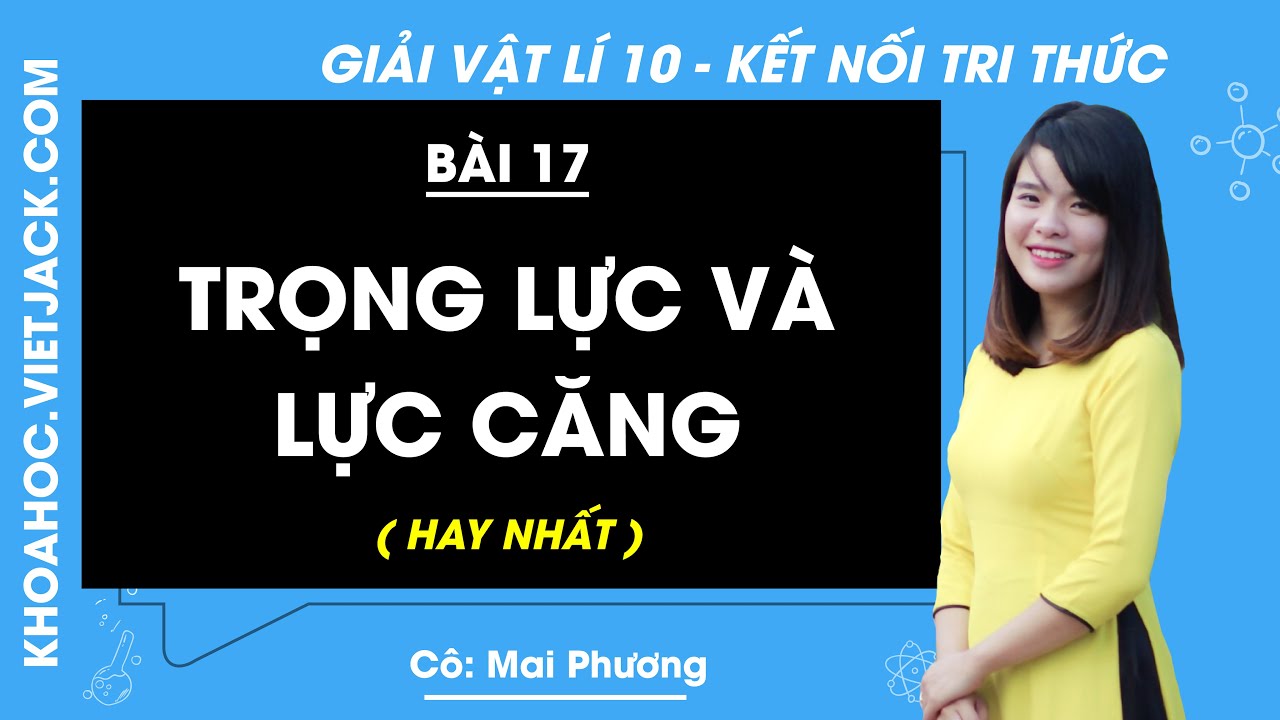 GIẢI VẬT LÍ 10 - KẾT NỐI TRI THỨC
KHOAHOC.VIETJACK.COM
BÀI 17
TRỌNG LỰC VÀ
LỰC CĂNG
( HAY NHẤT )
Cô: Mai Phương